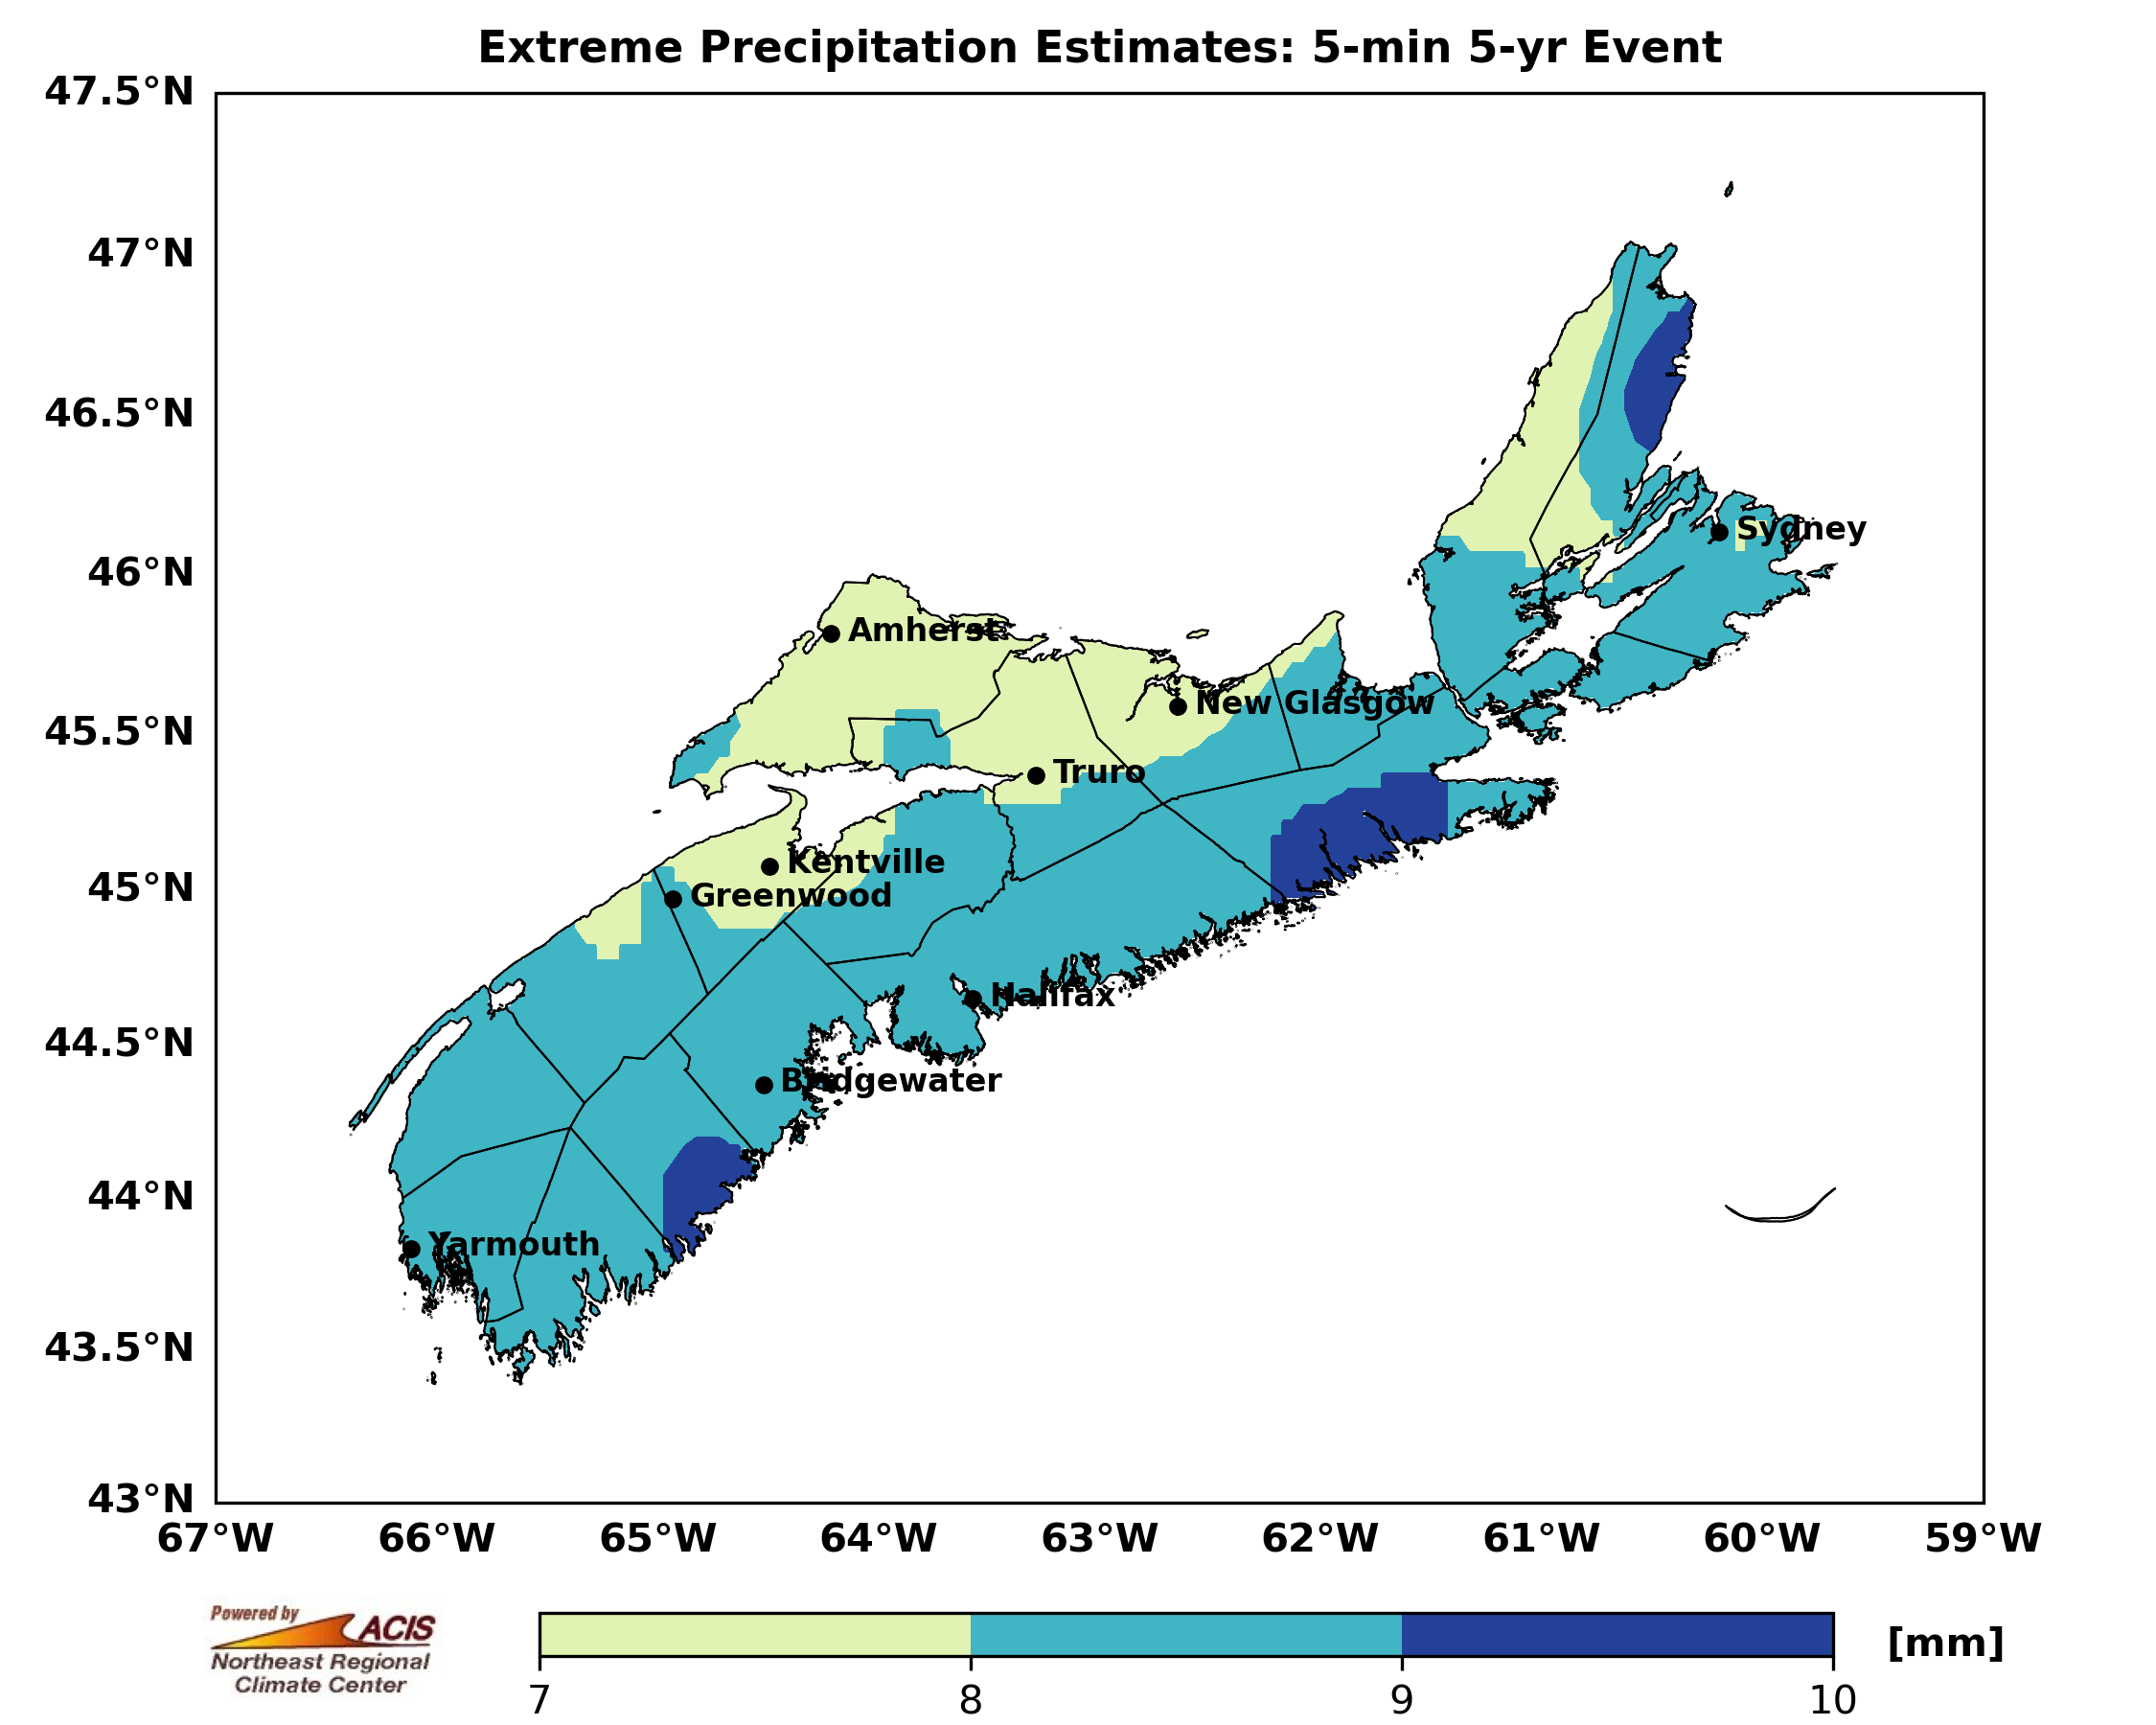 Extreme Precipitation Estimates: 5-min 5-yr Event
47.5°N
47°N
46.5°N
46°N
45.5°N
45°N
44.5°N
44°N
43.5°N
43°N
Sydney
Amherst
New Glasgow
Truro
Kentville
Greenwood
Halifax
Bridgewater
Yarmouth
67°W 66°W 65°W 64°W 63°W 62°W 61°W 60°W 59°W
Powered by
ACIS
Northeast Regional
Climate Center
[mm]
7 8 9 10